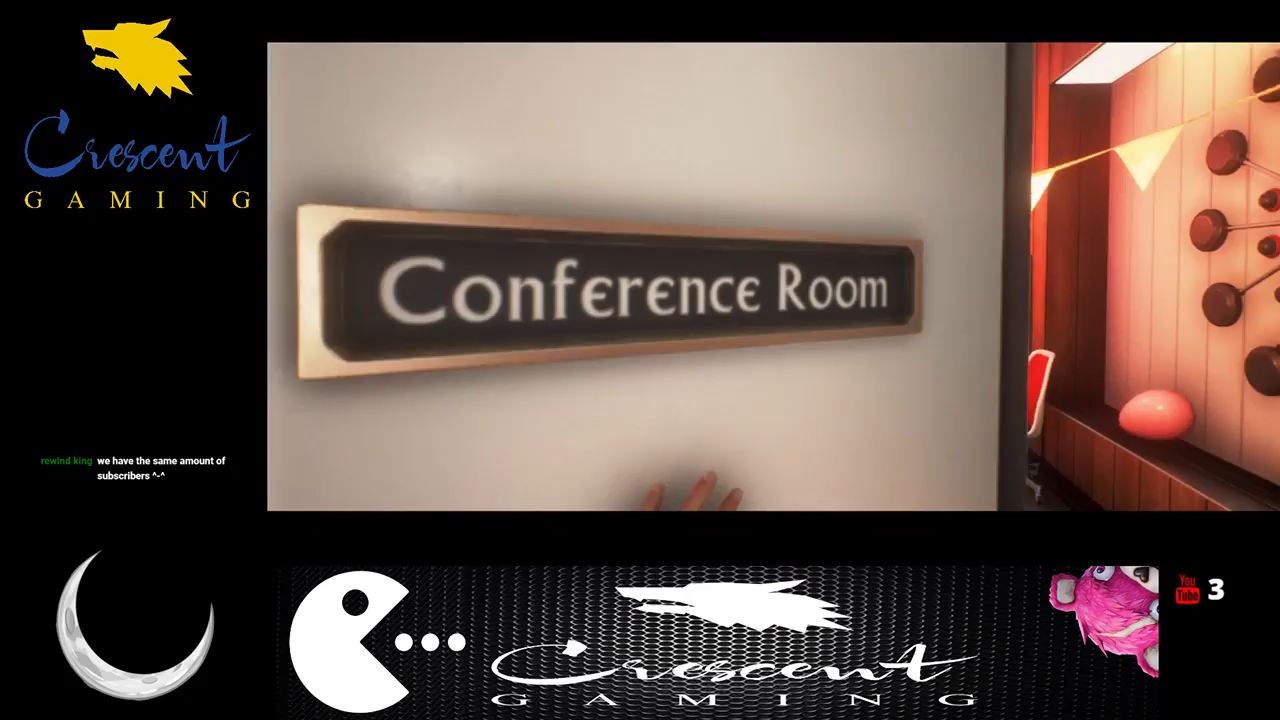 Crescent
GAMING
Conference Room
rewind king we have the same amount of
subscribers ^-^
Crescent
GAMING
You
Tube
3